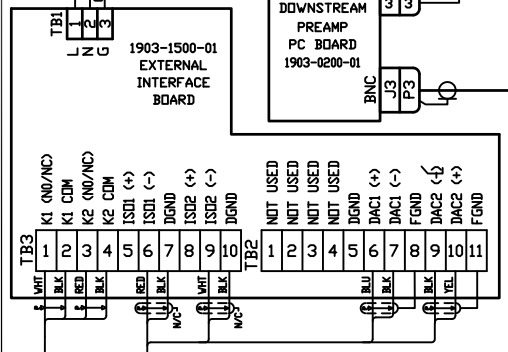 DOWNSTREAM
PREAMP
PC BOARD
1903-0200-01
3
3
TB1
1
2
3
L
N
G
1903-1500-01
EXTERNAL
INTERFACE
BOARD
BNC
J3
P3
K1 (NO/NC)
K1 COM
K2 (NO/NC)
K2 COM
ISO1 (+)
ISO1 (-)
DGND
ISO2 (+)
ISO2 (-)
DGND
NOT USED
NOT USED
NOT USED
NOT USED
DGND
DAC1 (+)
DAC1 (-)
FGND
DAC2 (-)
DAC2 (+)
FGND
TB3
1 2 3 4 5 6 7 8 9 10
TB2
1 2 3 4 5 6 7 8 9 10 11
WHT
BLK
RED
BLK
RED
BLK
WHT
BLK
BLU
BLK
BLK
YEL
N/C
N/C